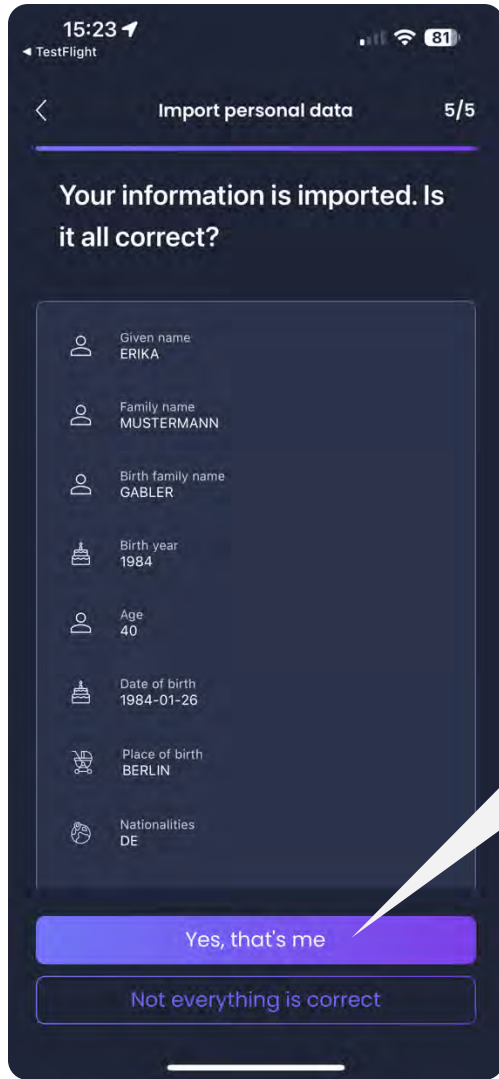 15:23
81
◀ TestFlight
Import personal data 5/5
Your information is imported. Is
it all correct?
Given name
ERIKA
Family name
MUSTERMANN
Birth family name
GABLER
Birth year
1984
Age
40
Date of birth
1984-01-26
Place of birth
BERLIN
Nationalities
DE
Yes, that's me
Not everything is correct